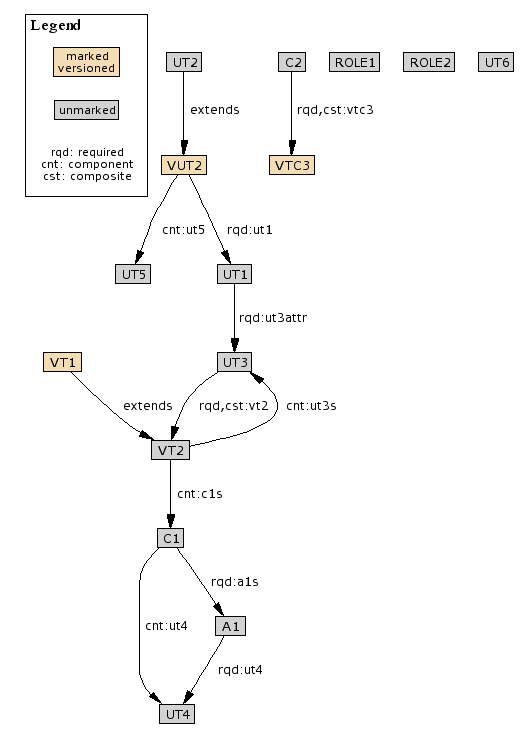 Legend
marked
versioned
unmarked
rqd: required
cnt: component
cst: composite
UT2
C2
ROLE1
ROLE2
UT6
extends
rqd,cst:vtc3
VUT2
VTC3
cnt:ut5
rqd:ut1
UT5
UT1
rqd:ut3attr
VT1
UT3
extends
rqd,cst:vt2
cnt:ut3s
VT2
cnt:c1s
C1
rqd:a1s
cnt:ut4
A1
rqd:ut4
UT4